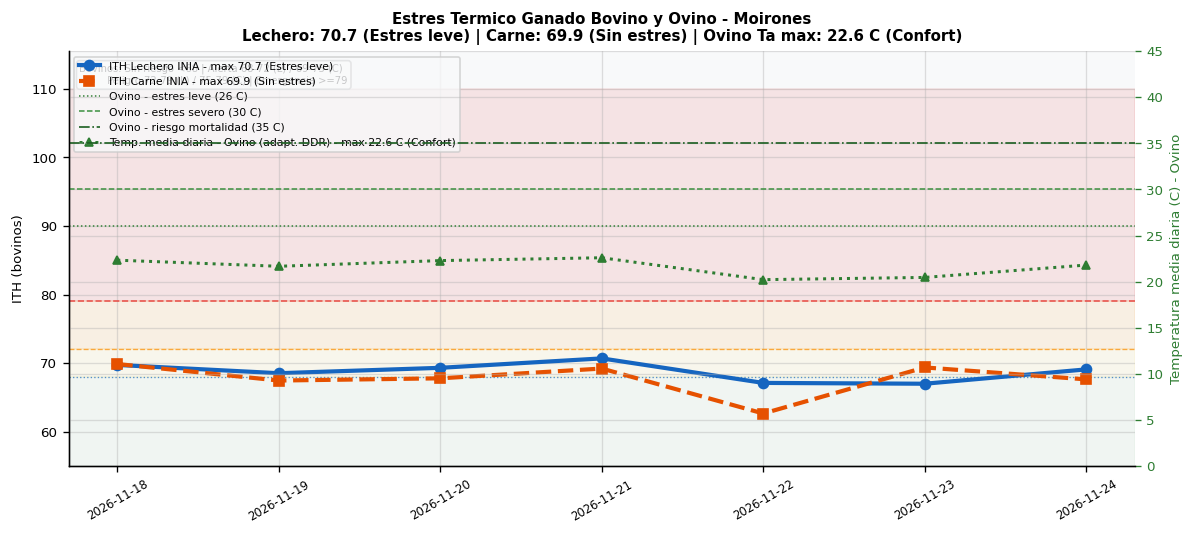 Estres Termico Ganado Bovino y Ovino - Moirones
Lechero: 70.7 (Estres leve) | Carne: 69.9 (Sin estres) | Ovino Ta max: 22.6 C (Confort)
ITH Lechero INIA - max 70.7 (Estres leve)
ITH Carne INIA - max 69.9 (Sin estres)
Ovino - estres leve (26 C)
Ovino - estres severo (30 C)
Ovino - riesgo mortalidad (35 C)
Temp. media diaria - Ovino (adapt. DDR) - max 22.6 C (Confort)
>=79
ITH (bovinos)
110
100
90
80
70
60
Temperatura media diaria (C) - Ovino
45
40
35
30
25
20
15
10
5
0
2026-11-18
2026-11-19
2026-11-20
2026-11-21
2026-11-22
2026-11-23
2026-11-24